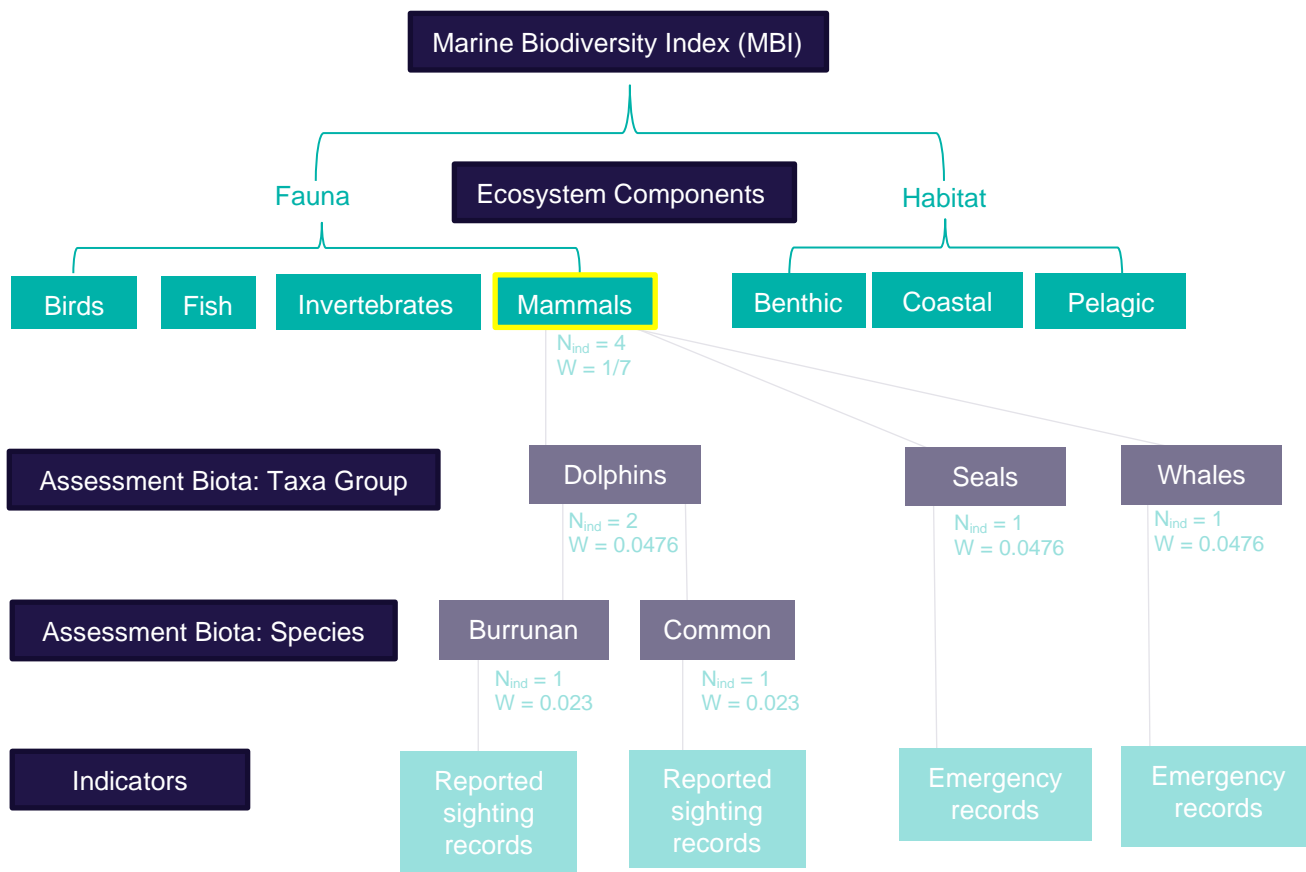 Marine Biodiversity Index (MBI)
Ecosystem Components
Fauna
Habitat
Birds
Fish
Invertebrates
Mammals
Benthic
Coastal
Pelagic
Nind = 4
W = 1/7
Assessment Biota: Taxa Group
Dolphins
Seals
Whales
Nind = 2
W = 0.0476
Nind = 1
W = 0.0476
Nind = 1
W = 0.0476
Assessment Biota: Species
Burrunan
Common
Nind = 1
W = 0.023
Nind = 1
W = 0.023
Indicators
Reported
sighting
records
Reported
sighting
records
Emergency
records
Emergency
records